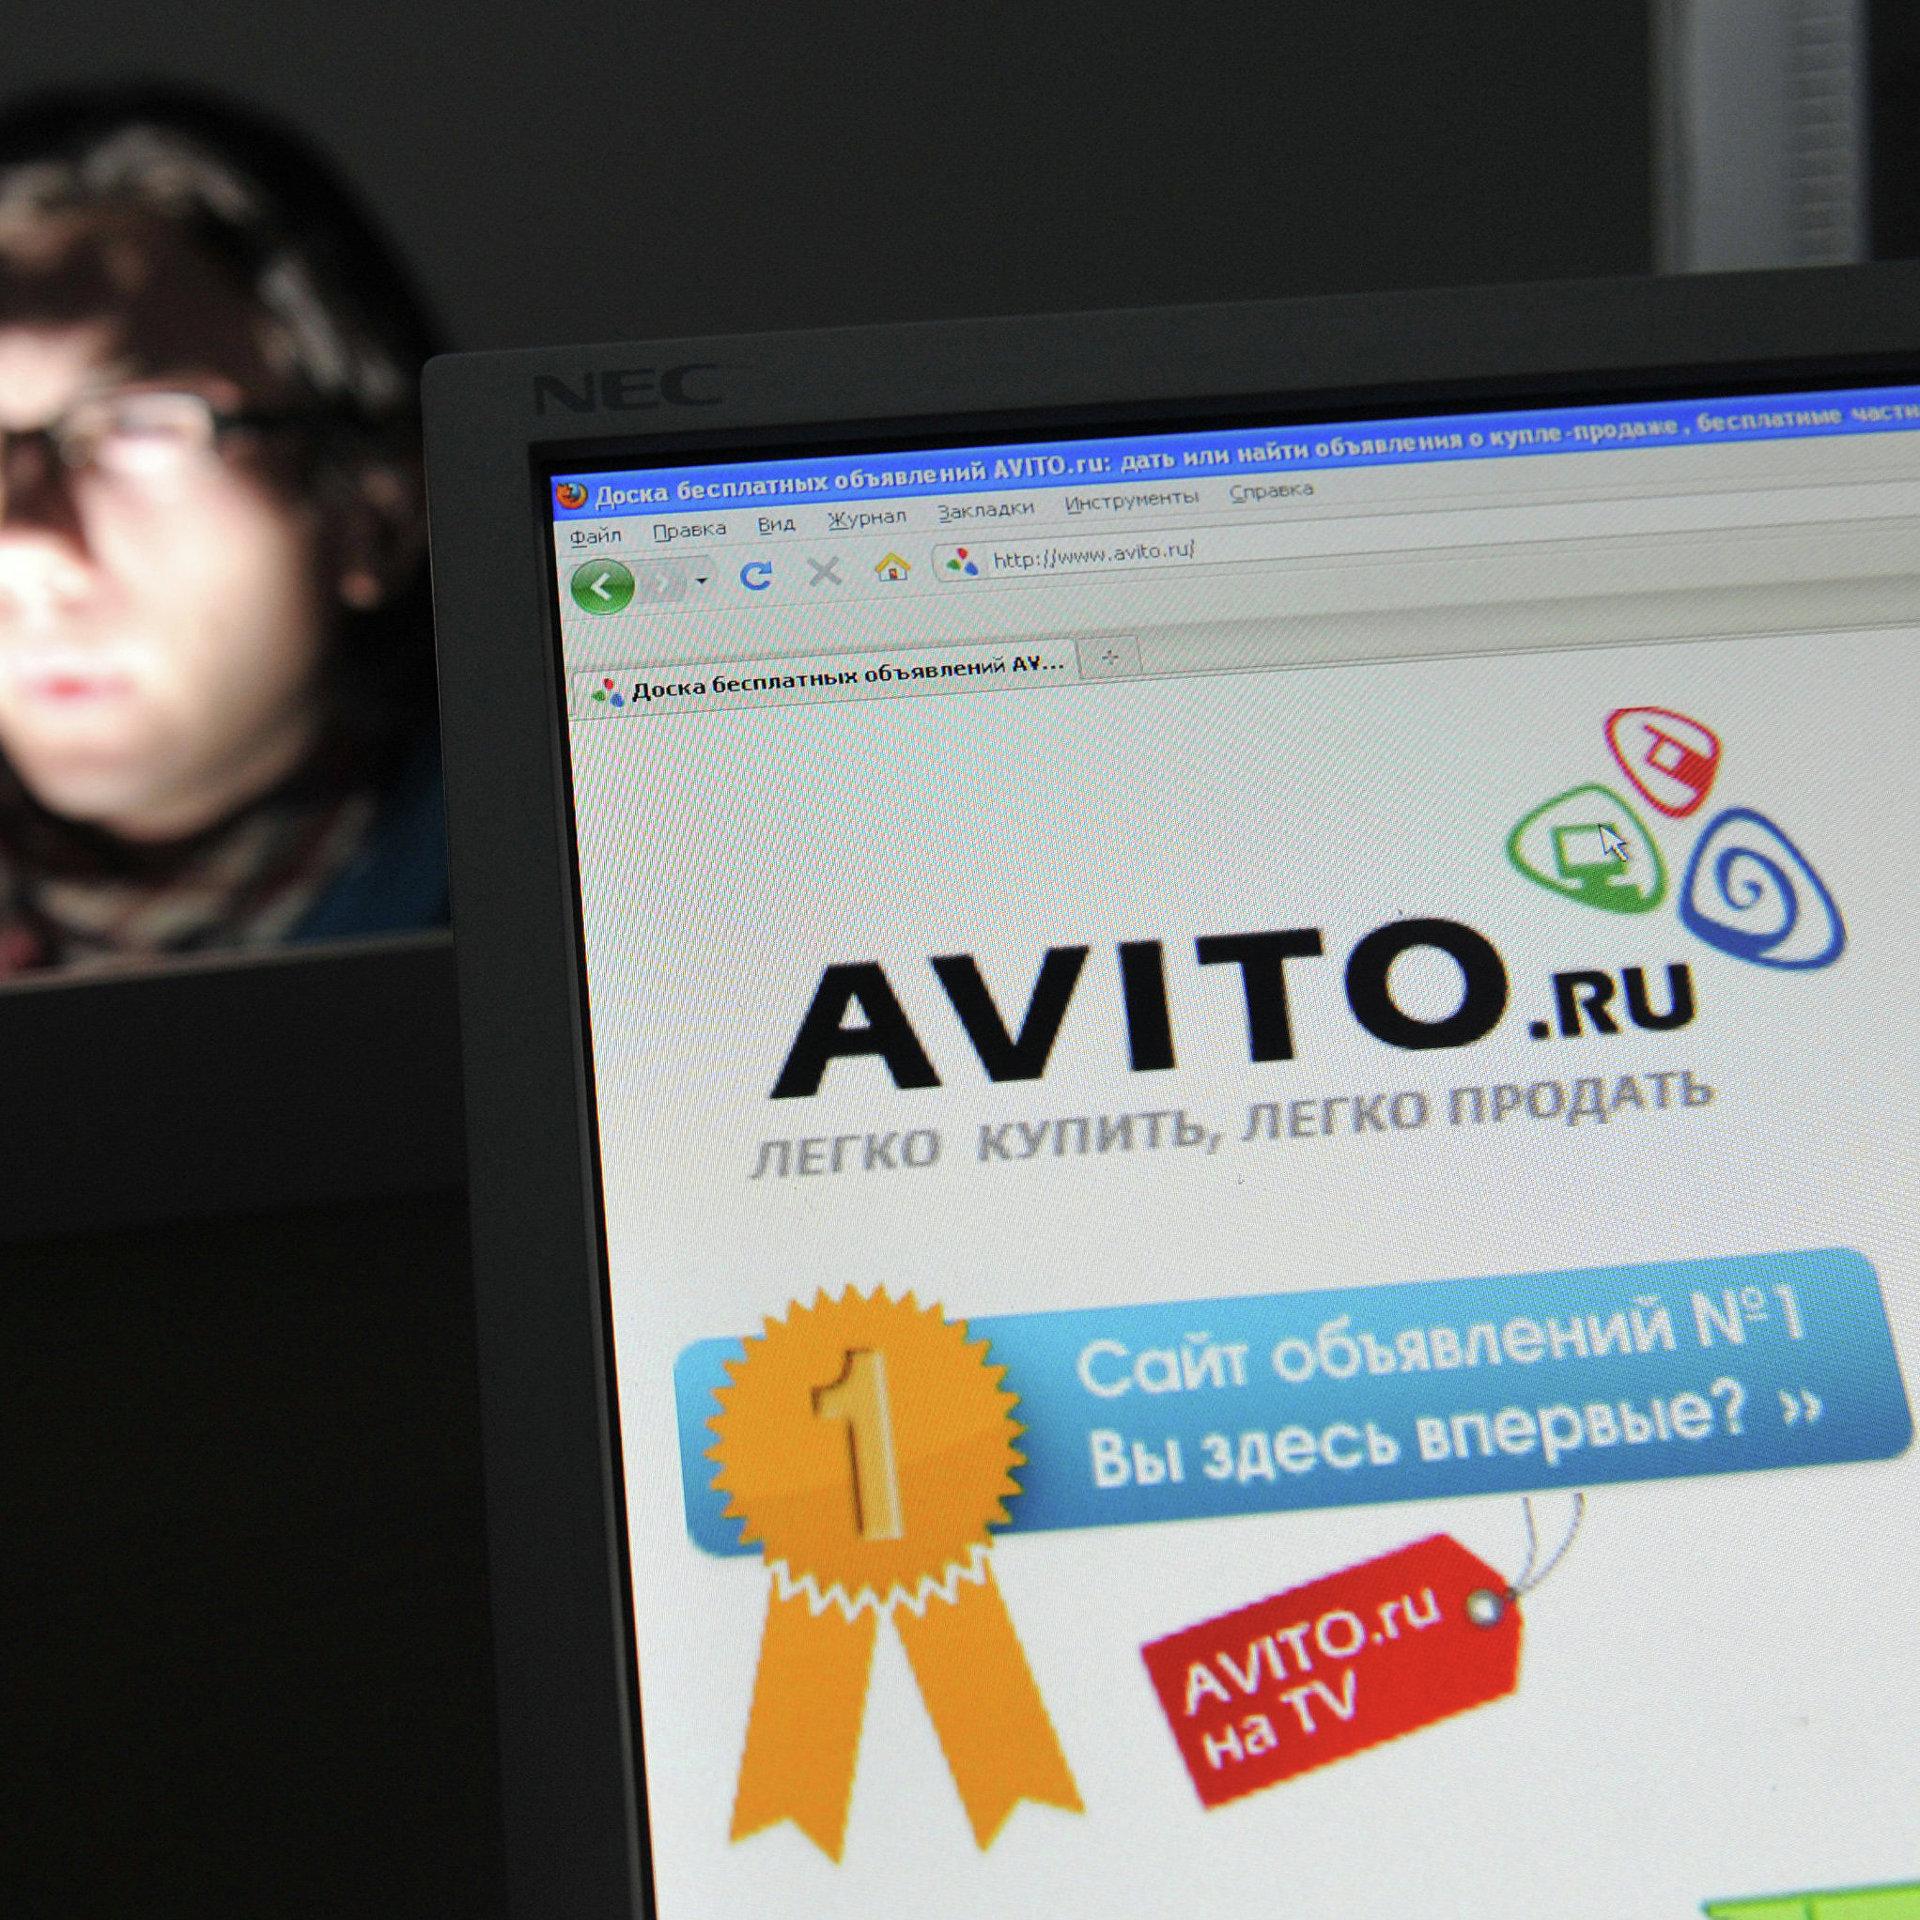 NEC
Доска бесплатных объявлений AVITO.ru: дать или найти объявления о купле-продаже, бесплатные
Файл Правка Вид Журнал Закладки Инструменты Справка
http://www.avito.ru/
Доска бесплатных объявлений AV...
AVITO.RU
ЛЕГКО КУПИТЬ, ЛЕГКО ПРОДАТЬ
1
Сайт объявлений №1
Вы здесь впервые? »
AVITO.ru
на TV